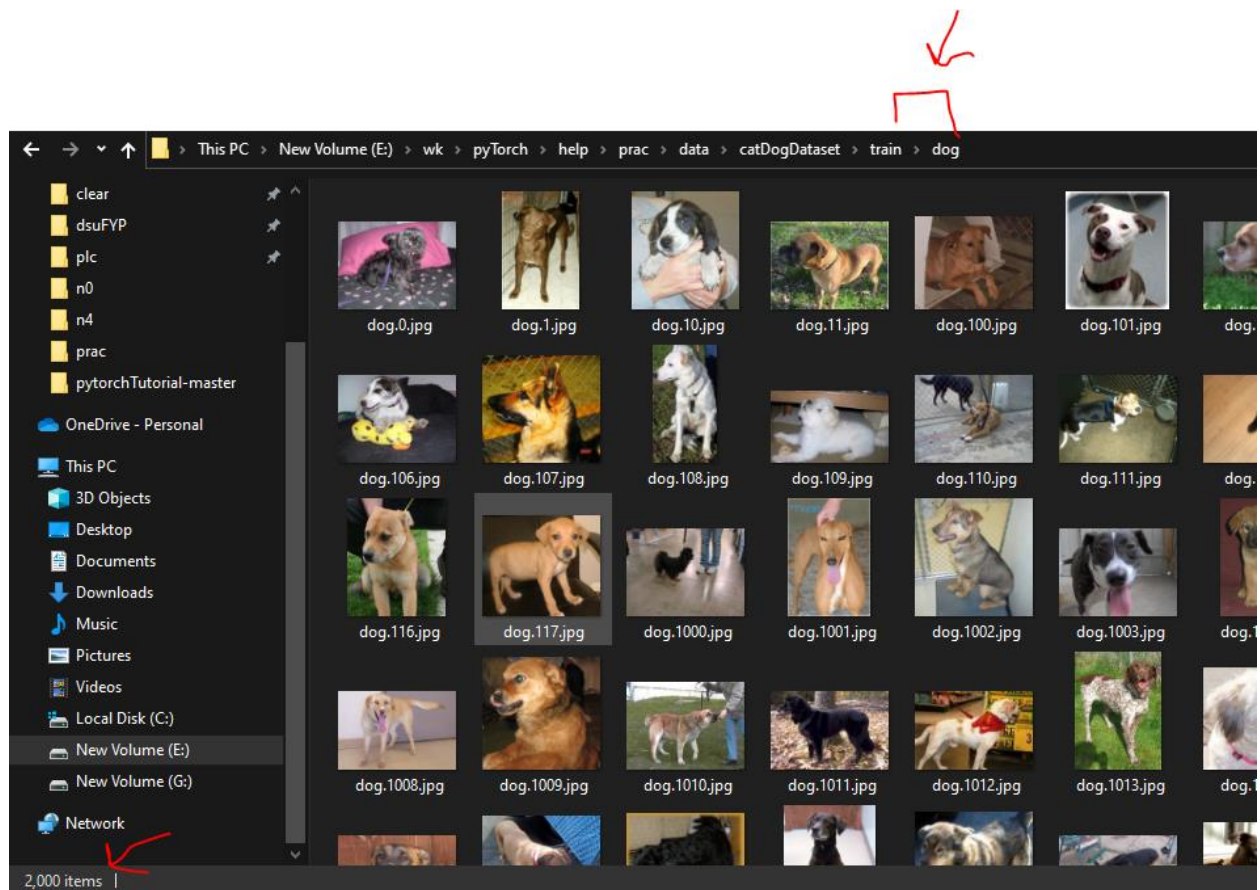 This PC > New Volume (E:) > wk > pyTorch > help > prac > data > catDogDataset > train > dog
clear
dsuFYP
plc
n0
n4
prac
pytorchTutorial-master
OneDrive - Personal
This PC
3D Objects
Desktop
Documents
Downloads
Music
Pictures
Videos
Local Disk (C:)
New Volume (E:)
New Volume (G:)
Network
dog.0.jpg dog.1.jpg dog.10.jpg dog.11.jpg dog.100.jpg dog.101.jpg dog.
dog.106.jpg dog.107.jpg dog.108.jpg dog.109.jpg dog.110.jpg dog.111.jpg dog.
dog.116.jpg dog.117.jpg dog.1000.jpg dog.1001.jpg dog.1002.jpg dog.1003.jpg dog.1
dog.1008.jpg dog.1009.jpg dog.1010.jpg dog.1011.jpg dog.1012.jpg dog.1013.jpg dog.1
2,000 items